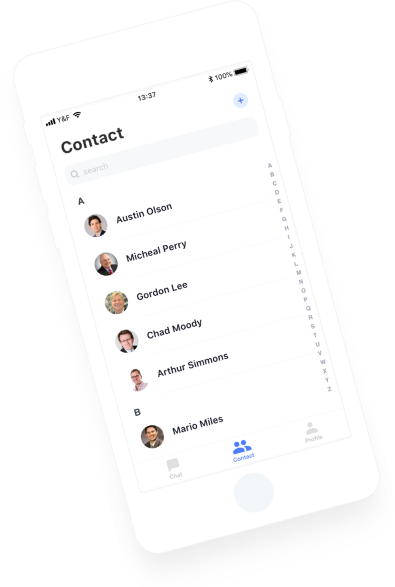 Y&F 13:37 100%
Contact
search
A
Austin Olson
Micheal Perry
Gordon Lee
Chad Moody
Arthur Simmons
B
Mario Miles
A
B
C
D
E
F
G
H
I
J
K
L
M
N
O
P
Q
R
S
T
U
V
W
X
Y
Z
Chat Contact Profile